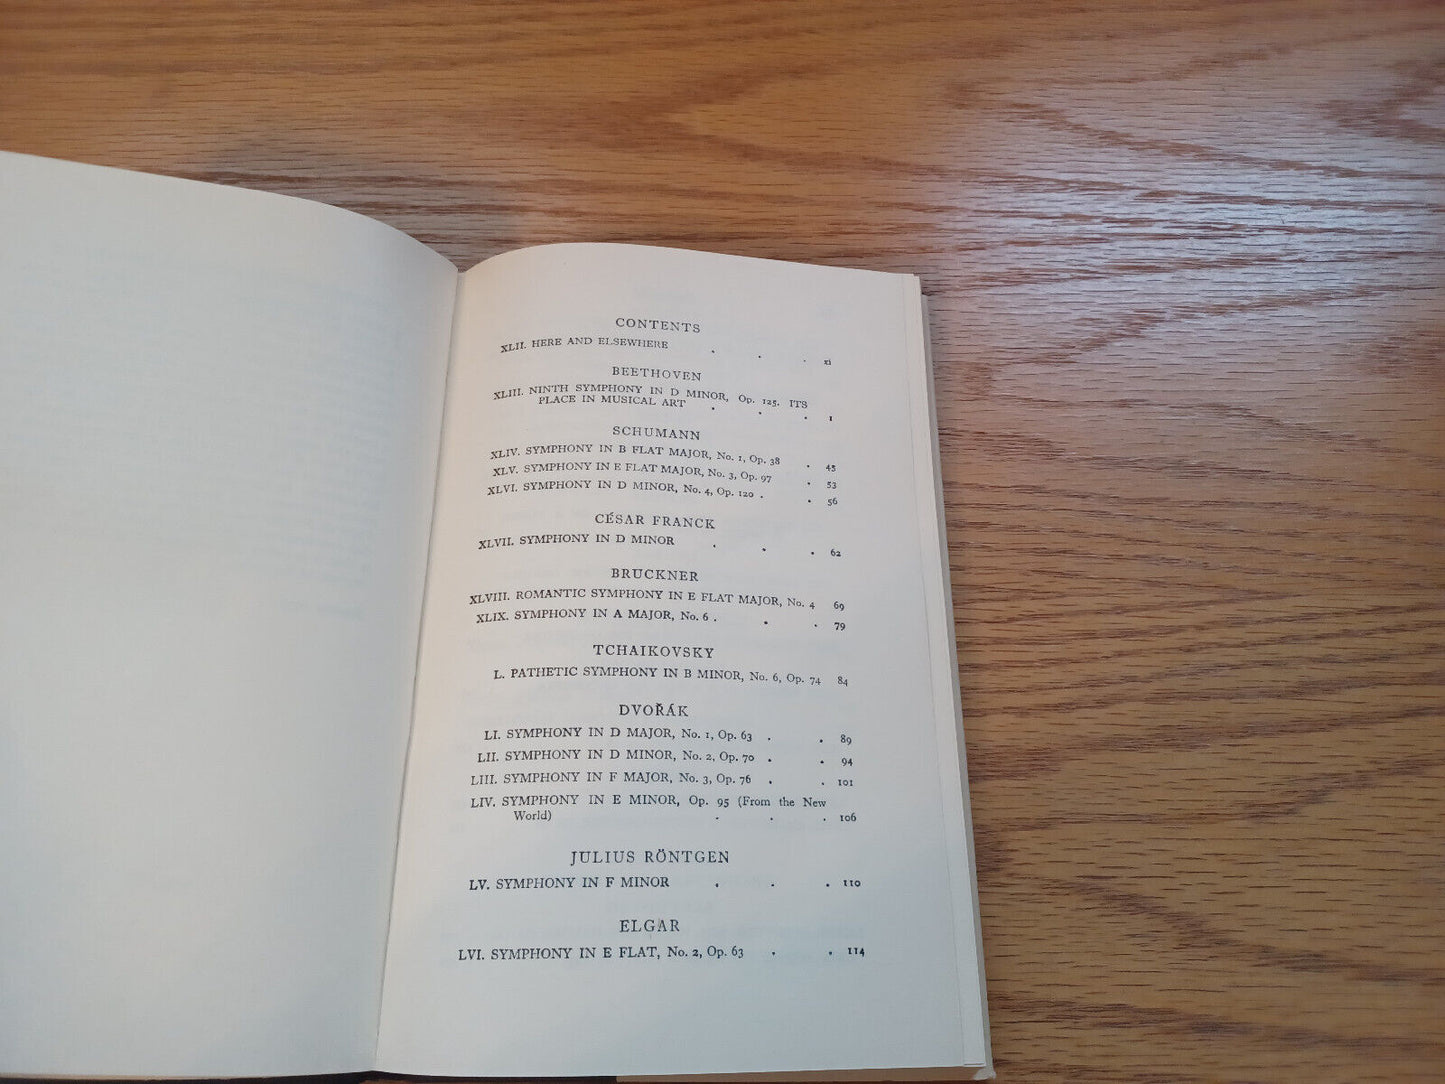 CONTENTS
XLII. HERE AND ELSEWHERE . . . xi
BEETHOVEN
XLIII. NINTH SYMPHONY IN D MINOR, Op. 125. ITS
PLACE IN MUSICAL ART . . . 1
SCHUMANN
XLIV. SYMPHONY IN B FLAT MAJOR, No. 1, Op. 38 . 45
XLV. SYMPHONY IN E FLAT MAJOR, No. 3, Op. 97 . 53
XLVI. SYMPHONY IN D MINOR, No. 4, Op. 120 . . 56
CÉSAR FRANCK
XLVII. SYMPHONY IN D MINOR . . . 62
BRUCKNER
XLVIII. ROMANTIC SYMPHONY IN E FLAT MAJOR, No. 4 69
XLIX. SYMPHONY IN A MAJOR, No. 6 . . . 79
TCHAIKOVSKY
L. PATHETIC SYMPHONY IN B MINOR, No. 6, Op. 74 84
DVOŘÁK
LI. SYMPHONY IN D MAJOR, No. 1, Op. 63 . . 89
LII. SYMPHONY IN D MINOR, No. 2, Op. 70 . . 94
LIII. SYMPHONY IN F MAJOR, No. 3, Op. 76 . . 101
LIV. SYMPHONY IN E MINOR, Op. 95 (From the New
World) . . . 106
JULIUS RÖNTGEN
LV. SYMPHONY IN F MINOR . . . 110
ELGAR
LVI. SYMPHONY IN E FLAT, No. 2, Op. 63 . . 114